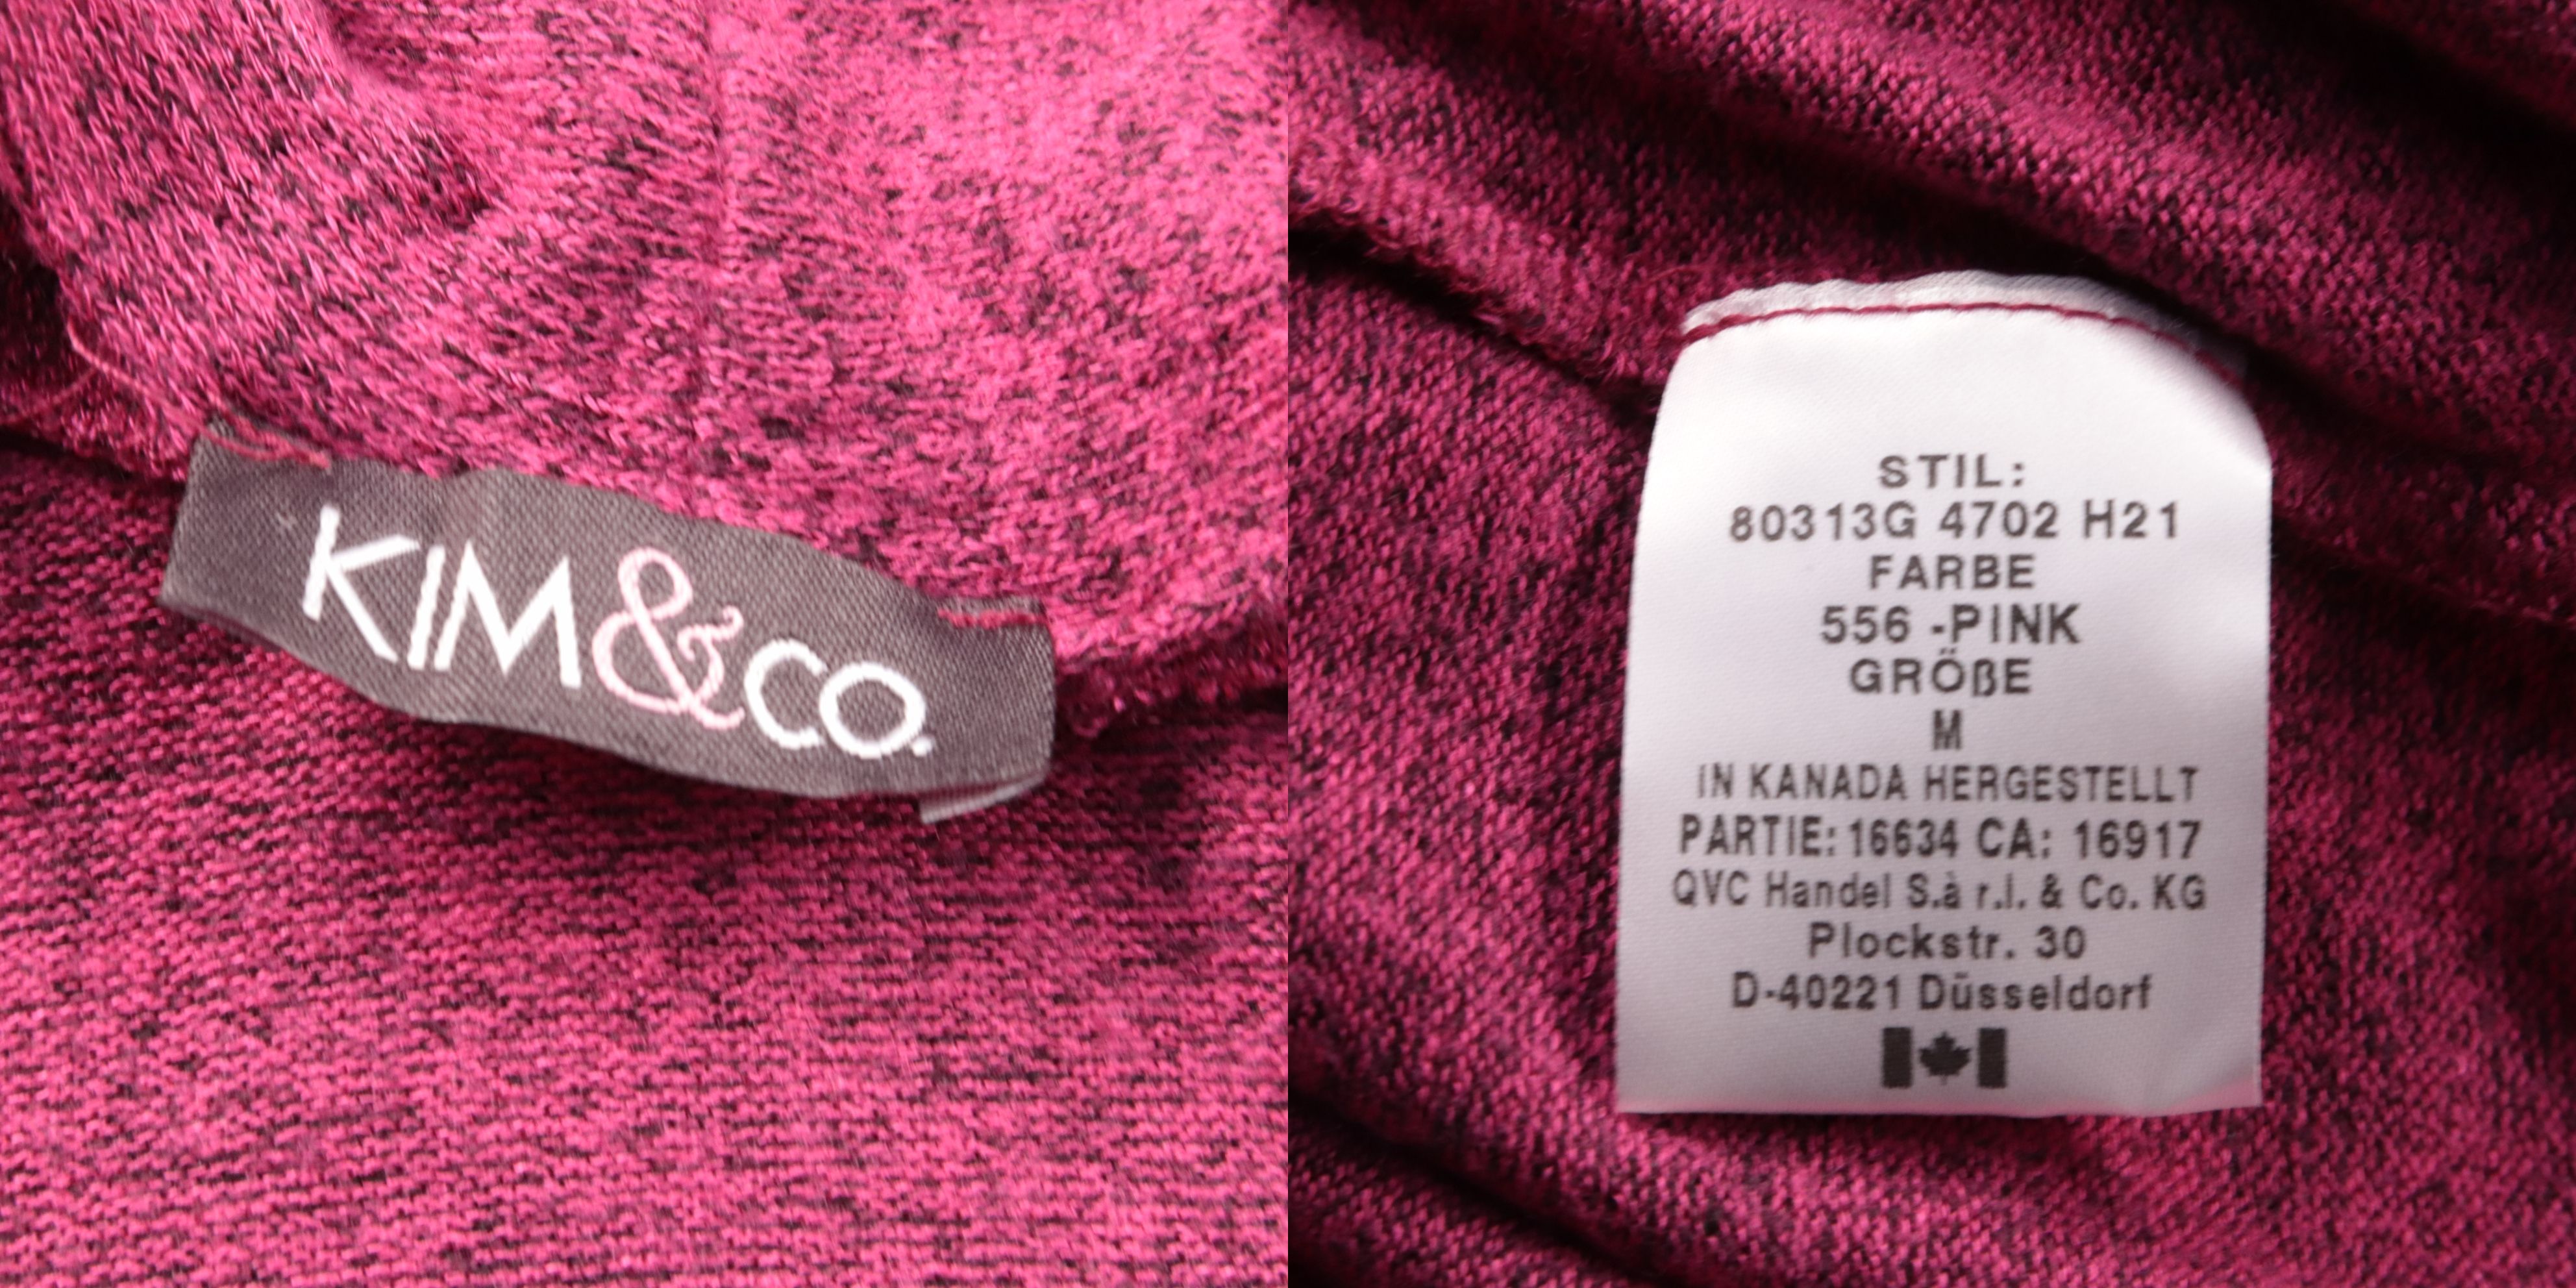 KIM&CO.
STIL:
80313G 4702 H21
FARBE
556 -PINK
GRÖßE
M
IN KANADA HERGESTELLT
PARTIE: 16634 CA: 16917
QVC Handel S.à r.l. & Co. KG
Plockstr. 30
D-40221 Düsseldorf